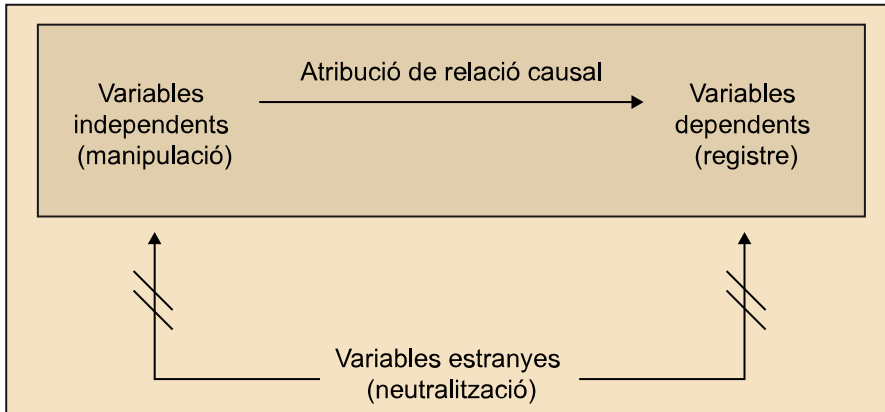 Atribució de relació causal
Variables
independents
(manipulació)
Variables
dependents
(registre)
Variables estranyes
(neutralització)